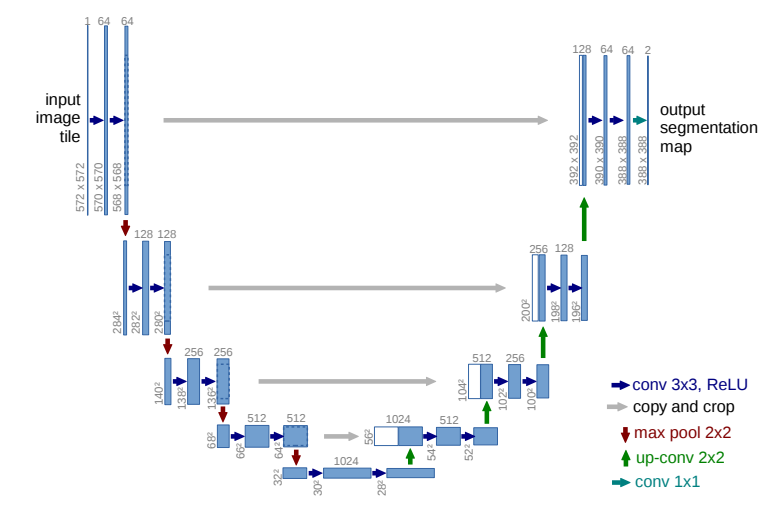 1 64 64
input
image
tile
572 x 572
570 x 570
568 x 568
128 64 64 2
output
segmentation
map
392 x 392
390 x 390
388 x 388
388 x 388
128 128
284²
282²
280²
256 128
200²
198²
196²
256 256
140²
138²
136²
512 256
104²
102²
100²
512 512
68²
66²
64²
1024 512
56²
54²
52²
1024
32²
30²
28²
conv 3x3, ReLU
copy and crop
max pool 2x2
up-conv 2x2
conv 1x1